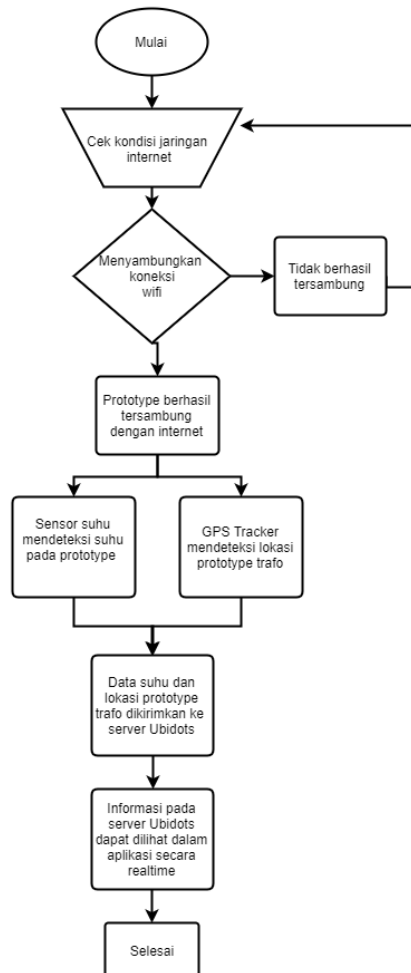 Mulai
Cek kondisi jaringan
internet
Menyambungkan
koneksi
wifi
Tidak berhasil
tersambung
Prototype berhasil
tersambung
dengan internet
Sensor suhu
mendeteksi suhu
pada prototype
GPS Tracker
mendeteksi lokasi
prototype trafo
Data suhu dan
lokasi prototype
trafo dikirimkan ke
server Ubidots
Informasi pada
server Ubidots
dapat dilihat dalam
aplikasi secara
realtime
Selesai